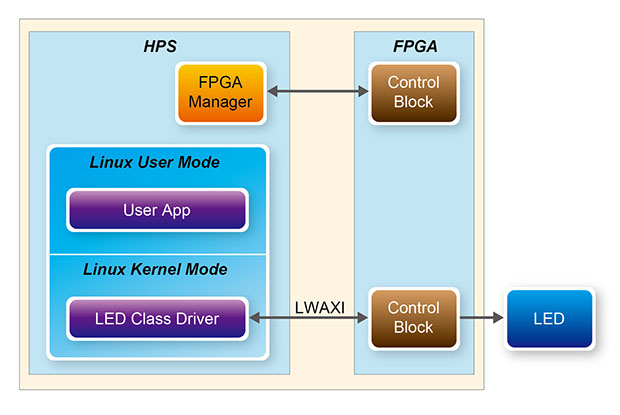 HPS
FPGA
FPGA
Manager
Control
Block
Linux User Mode
User App
Linux Kernel Mode
LED Class Driver
LWAXI
Control
Block
LED